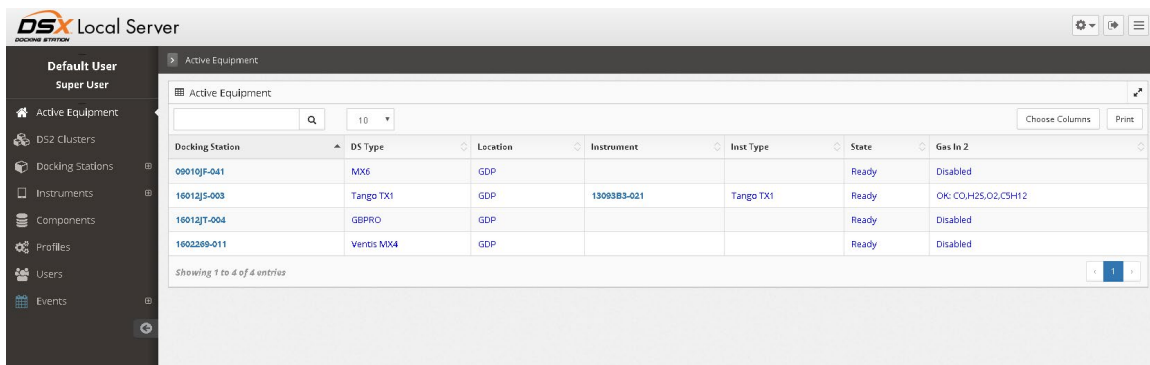 DSX Local Server
DOCKING STATION
Default User
Super User
Active Equipment
DS2 Clusters
Docking Stations
Instruments
Components
Profiles
Users
Events
Active Equipment
Active Equipment
10
Choose Columns Print
Docking Station DS Type Location Instrument Inst Type State Gas In 2
09010JF-041 MX6 GDP Ready Disabled
16012JS-003 Tango TX1 GDP 13093B3-021 Tango TX1 Ready OK: CO,H2S,O2,C5H12
16012JT-004 GBPRO GDP Ready Disabled
1602269-011 Ventis MX4 GDP Ready Disabled
Showing 1 to 4 of 4 entries
1